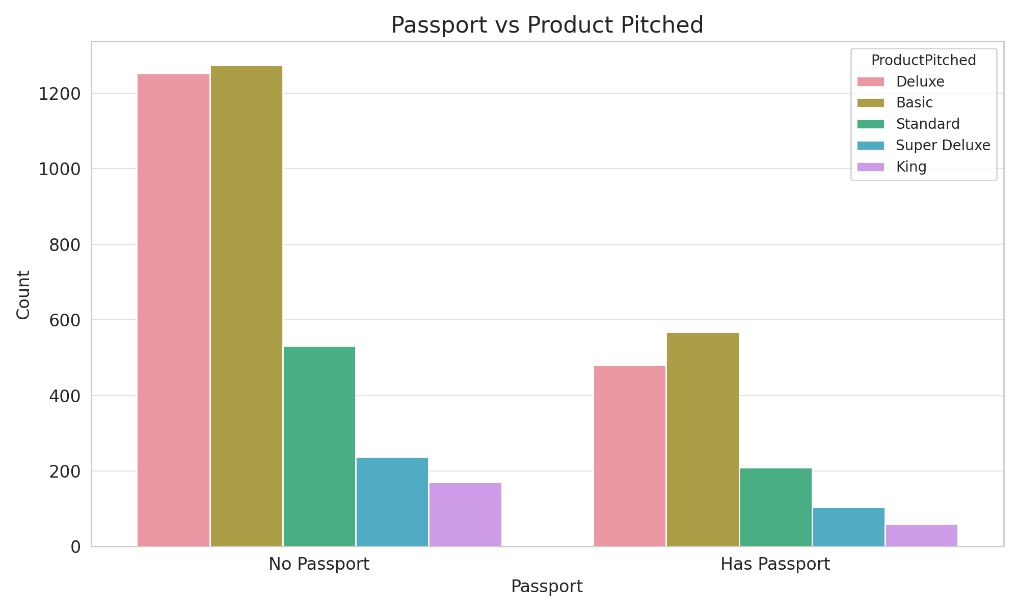 Passport vs Product Pitched
ProductPitched
Deluxe
Basic
Standard
Super Deluxe
King
Count
1200
1000
800
600
400
200
0
No Passport
Has Passport
Passport